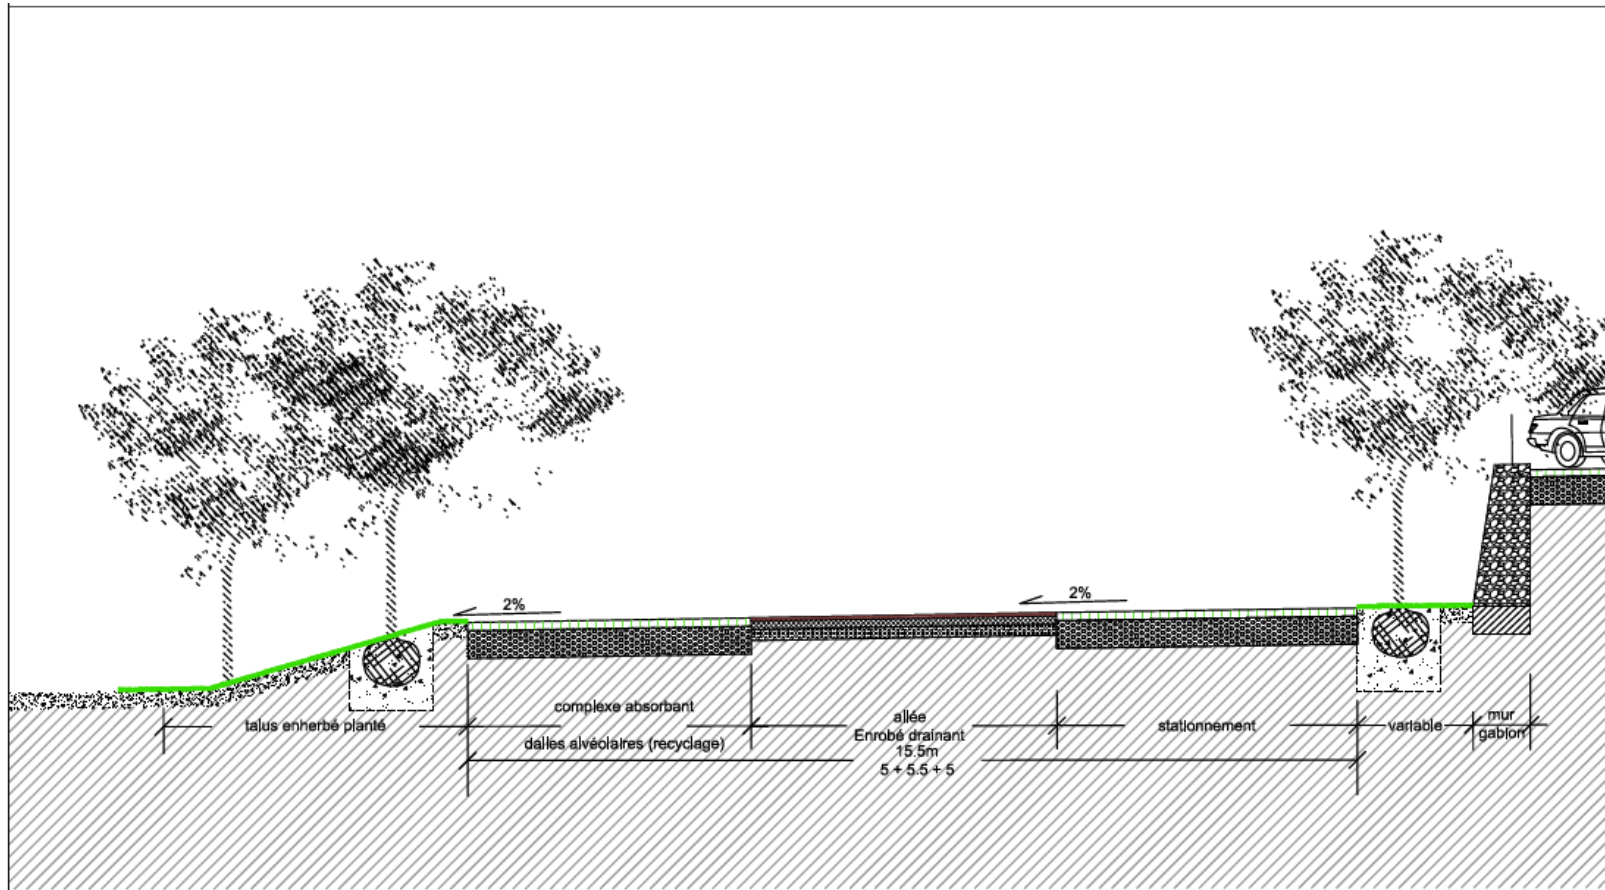 2%
2%
talus enherbé planté
complexe absorbant
dalles alvéolaires (recyclage)
allée
Enrobé drainant
15.5m
5 + 5.5 + 5
stationnement
variable
mur
gabion